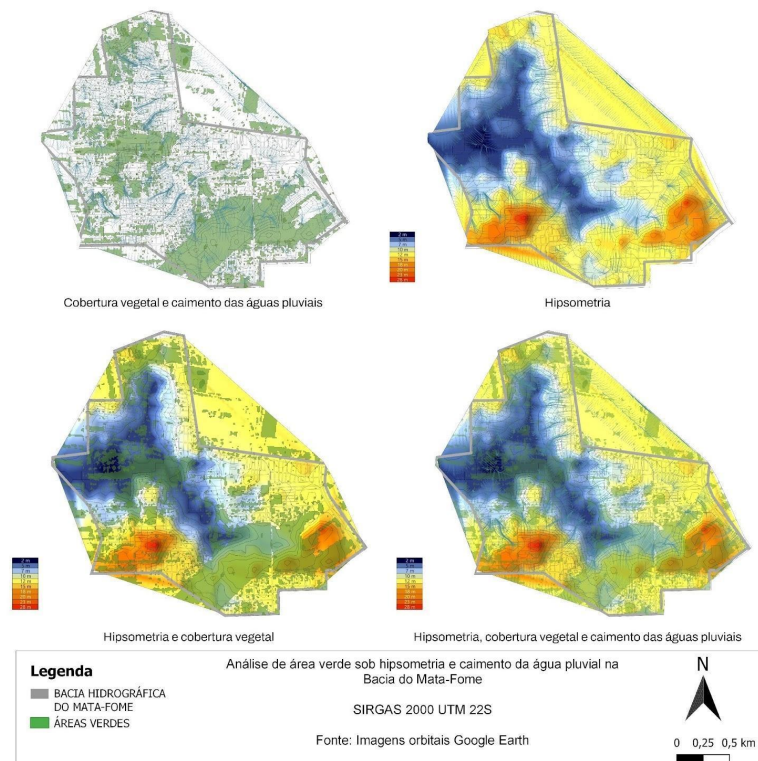 Cobertura vegetal e caimento das águas pluviais
Hipsometria
Hipsometria e cobertura vegetal
Hipsometria, cobertura vegetal e caimento das águas pluviais
Legenda
BACIA HIDROGRÁFICA
DO MATA-FOME
ÁREAS VERDES
Análise de área verde sob hipsometria e caimento da água pluvial na
Bacia do Mata-Fome
SIRGAS 2000 UTM 22S
Fonte: Imagens orbitais Google Earth
N
0 0,25 0,5 km